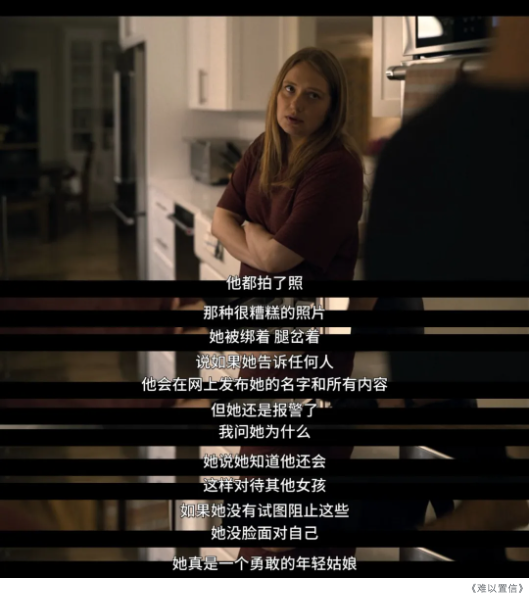 他都拍了照
那种很糟糕的照片
她被绑着 腿岔着
说如果她告诉任何人
他会在网上发布她的名字和所有内容
但她还是报警了
我问她为什么
她说她知道他还会
这样对待其他女孩
如果她没有试图阻止这些
她没脸面对自己
她真是一个勇敢的年轻姑娘
《难以置信》